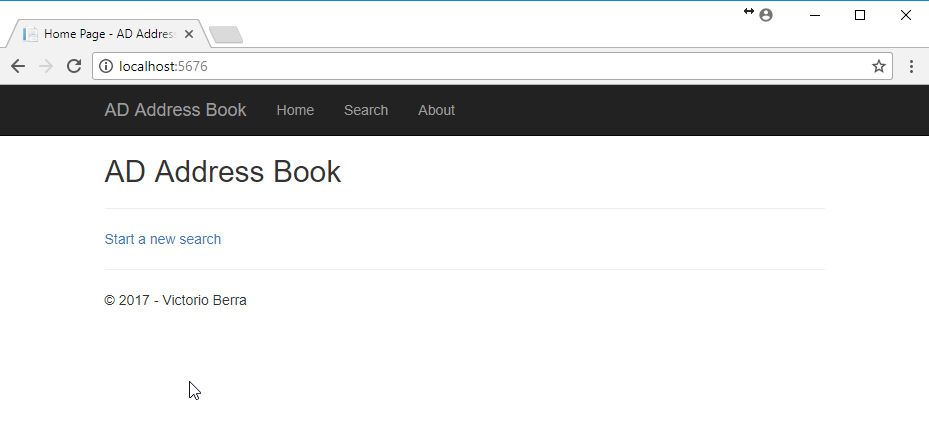 Home Page - AD Addres
localhost:5676
AD Address Book Home Search About
AD Address Book
Start a new search
© 2017 - Victorio Berra